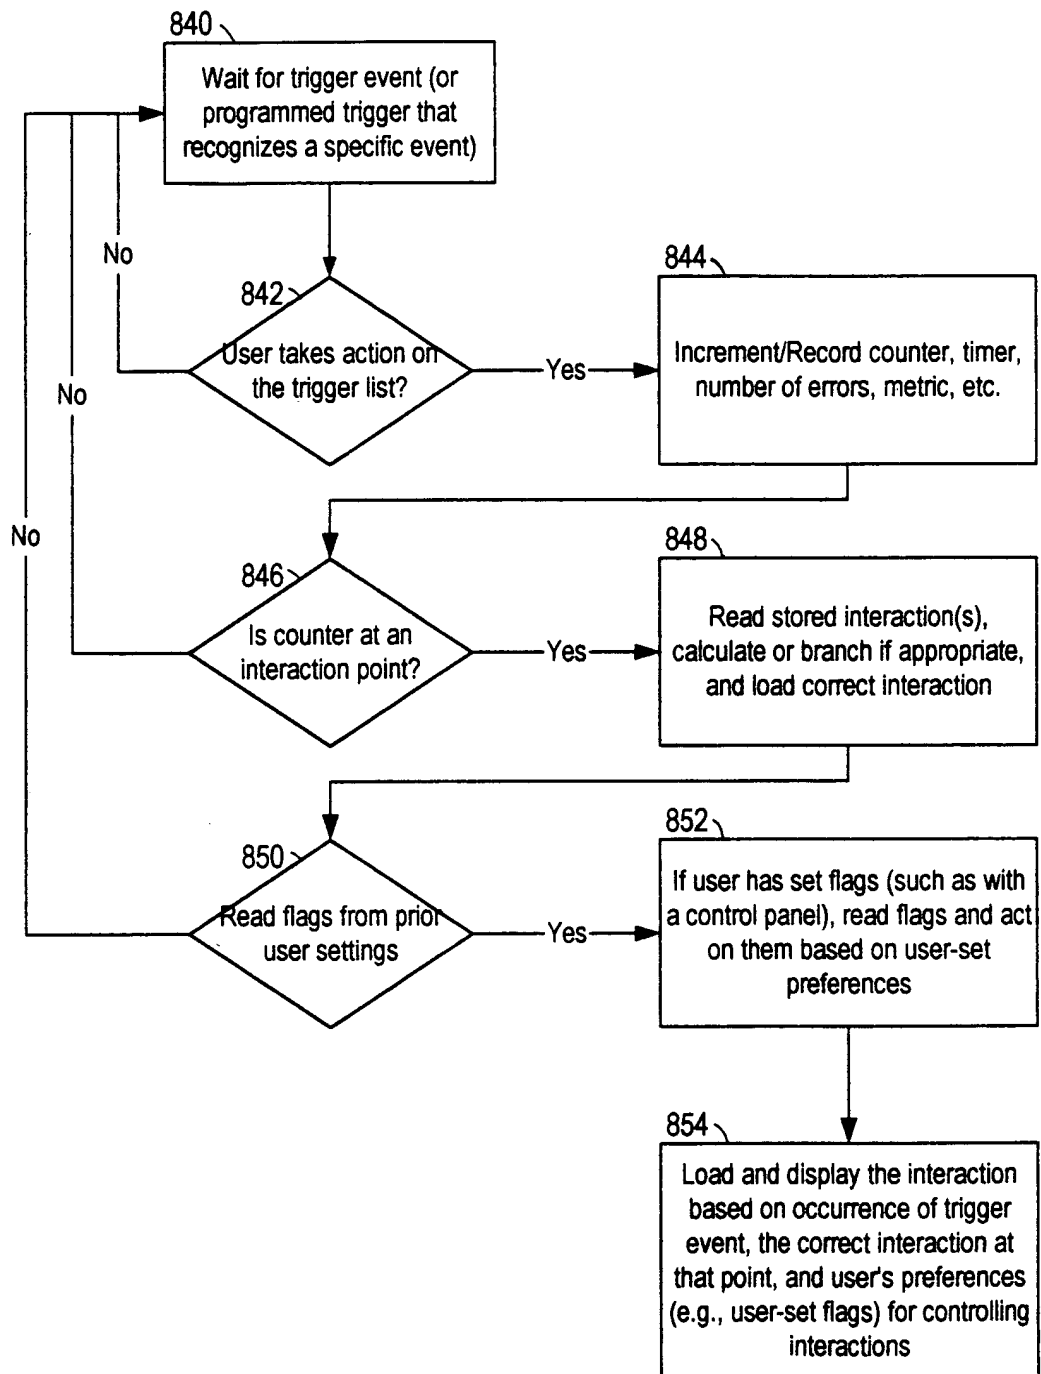 840
Wait for trigger event (or
programmed trigger that
recognizes a specific event)
No
842
User takes action on
the trigger list?
Yes
844
Increment/Record counter, timer,
number of errors, metric, etc.
No
No
846
Is counter at an
interaction point?
Yes
848
Read stored interaction(s),
calculate or branch if appropriate,
and load correct interaction
850
Read flags from prior
user settings
Yes
852
If user has set flags (such as with
a control panel), read flags and act
on them based on user-set
preferences
854
Load and display the interaction
based on occurrence of trigger
event, the correct interaction at
that point, and user's preferences
(e.g., user-set flags) for controlling
interactions